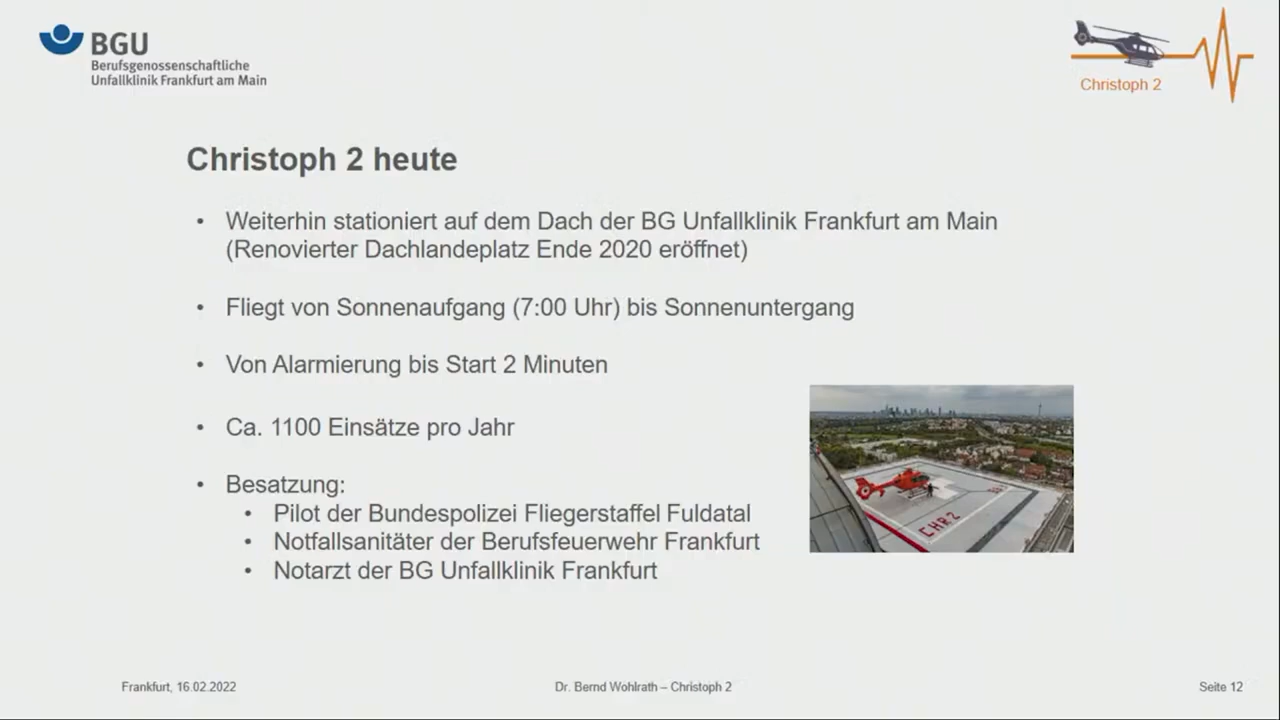 BGU
Berufsgenossenschaftliche
Unfallklinik Frankfurt am Main
Christoph 2
Christoph 2 heute
• Weiterhin stationiert auf dem Dach der BG Unfallklinik Frankfurt am Main
(Renovierter Dachlandeplatz Ende 2020 eröffnet)
• Fliegt von Sonnenaufgang (7:00 Uhr) bis Sonnenuntergang
• Von Alarmierung bis Start 2 Minuten
• Ca. 1100 Einsätze pro Jahr
• Besatzung:
• Pilot der Bundespolizei Fliegerstaffel Fuldatal
• Notfallsanitäter der Berufsfeuerwehr Frankfurt
• Notarzt der BG Unfallklinik Frankfurt
CHR2
Frankfurt, 16.02.2022
Dr. Bernd Wohlrath – Christoph 2
Seite 12